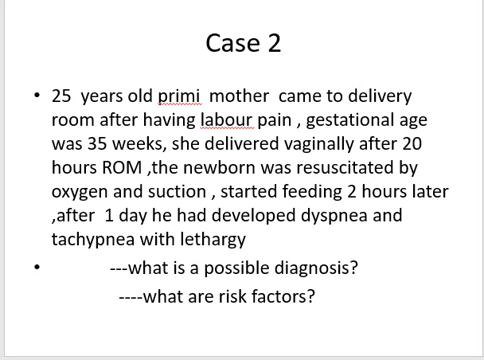 Case 2
• 25 years old primi mother came to delivery
room after having labour pain , gestational age
was 35 weeks, she delivered vaginally after 20
hours ROM ,the newborn was resuscitated by
oxygen and suction , started feeding 2 hours later
,after 1 day he had developed dyspnea and
tachypnea with lethargy
• ---what is a possible diagnosis?
----what are risk factors?